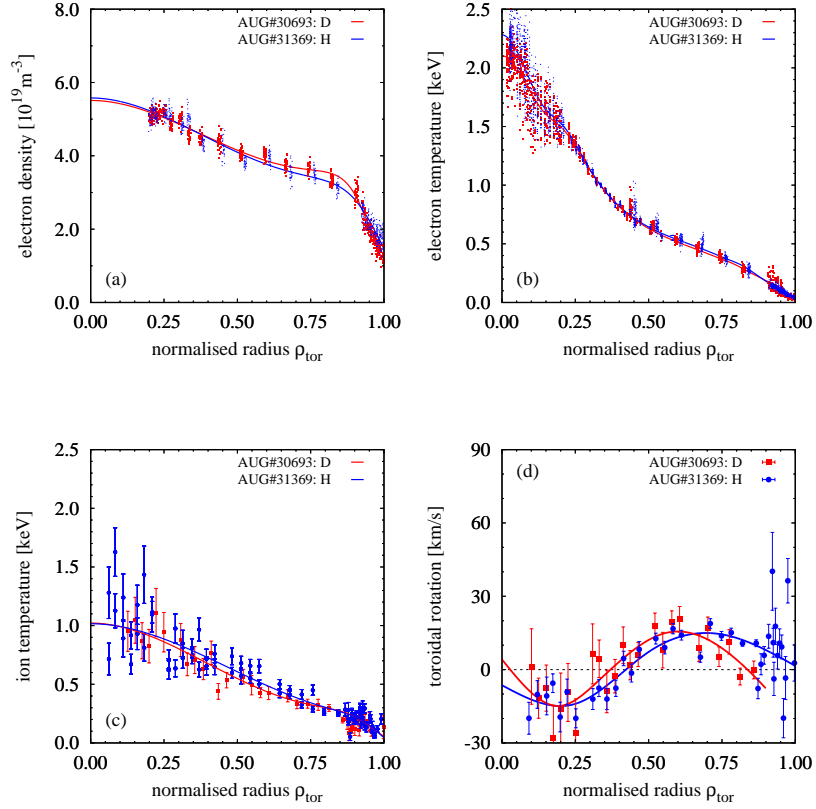 8.0
6.0
4.0
2.0
0.0
0.00 0.25 0.50 0.75 1.00
electron density [10^19 m^-3]
normalised radius ρ_tor
AUG#30693: D
AUG#31369: H
(a)
2.5
2.0
1.5
1.0
0.5
0.0
0.00 0.25 0.50 0.75 1.00
electron temperature [keV]
normalised radius ρ_tor
AUG#30693: D
AUG#31369: H
(b)
2.5
2.0
1.5
1.0
0.5
0.0
0.00 0.25 0.50 0.75 1.00
ion temperature [keV]
normalised radius ρ_tor
AUG#30693: D
AUG#31369: H
(c)
90
60
30
0
-30
0.00 0.25 0.50 0.75 1.00
toroidal rotation [km/s]
normalised radius ρ_tor
AUG#30693: D
AUG#31369: H
(d)